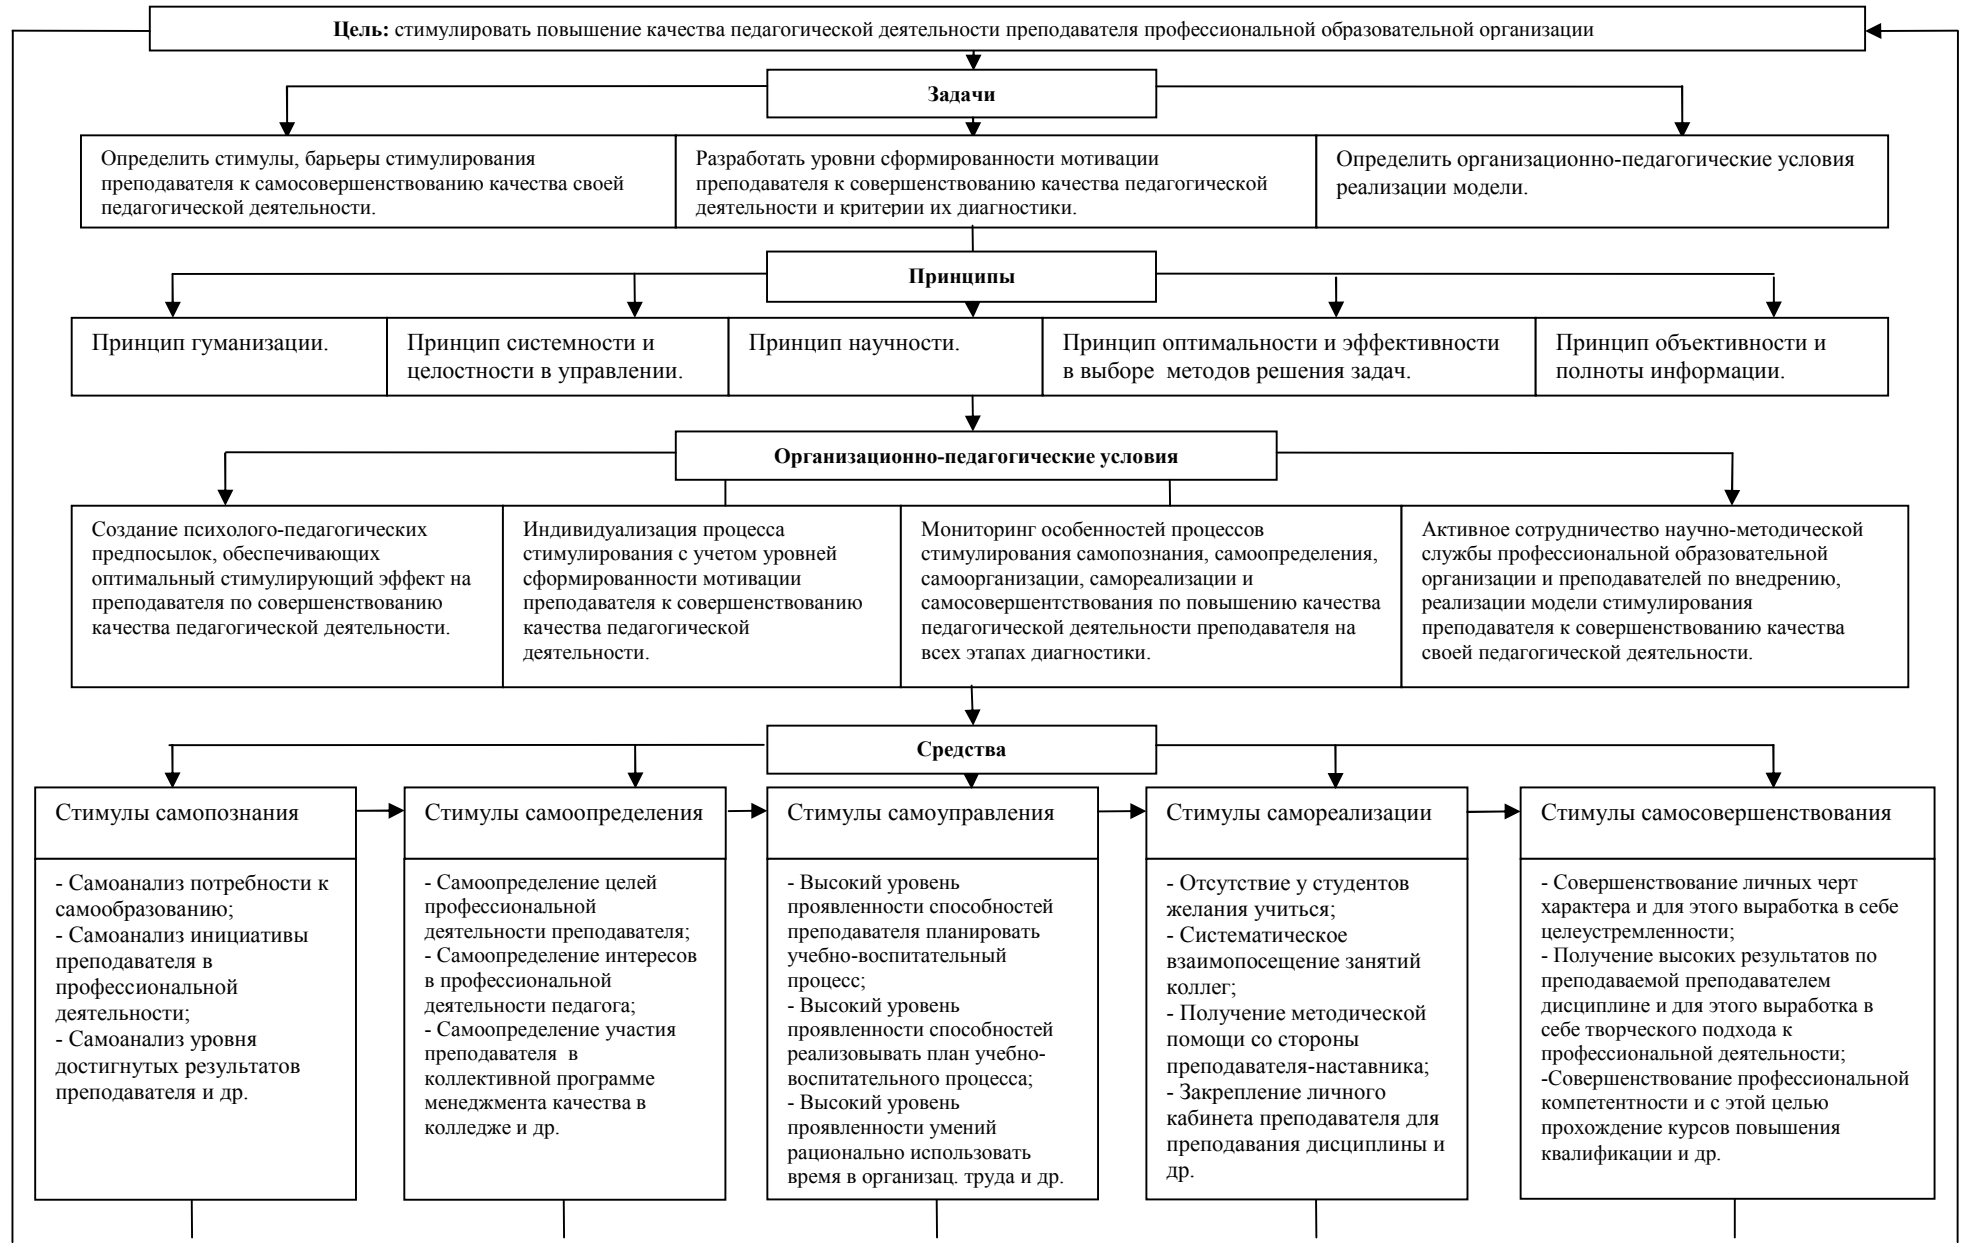 Цель: стимулировать повышение качества педагогической деятельности преподавателя профессиональной образовательной организации
Задачи
Определить стимулы, барьеры стимулирования
преподавателя к самосовершенствованию качества своей
педагогической деятельности.
Разработать уровни сформированности мотивации
преподавателя к совершенствованию качества педагогической
деятельности и критерии их диагностики.
Определить организационно-педагогические условия
реализации модели.
Принципы
Принцип гуманизации.
Принцип системности и
целостности в управлении.
Принцип научности.
Принцип оптимальности и эффективности
в выборе методов решения задач.
Принцип объективности и
полноты информации.
Организационно-педагогические условия
Создание психолого-педагогических
предпосылок, обеспечивающих
оптимальный стимулирующий эффект на
преподавателя по совершенствованию
качества педагогической деятельности.
Индивидуализация процесса
стимулирования с учетом уровней
сформированности мотивации
преподавателя к совершенствованию
качества педагогической
деятельности.
Мониторинг особенностей процессов
стимулирования самопознания, самоопределения,
самоорганизации, самореализации и
самосовершентствования по повышению качества
педагогической деятельности преподавателя на
всех этапах диагностики.
Активное сотрудничество научно-методической
службы профессиональной образовательной
организации и преподавателей по внедрению,
реализации модели стимулирования
преподавателя к совершенствованию качества
своей педагогической деятельности.
Средства
Стимулы самопознания
- Самоанализ потребности к
самообразованию;
- Самоанализ инициативы
преподавателя в
профессиональной
деятельности;
- Самоанализ уровня
достигнутых результатов
преподавателя и др.
Стимулы самоопределения
- Самоопределение целей
профессиональной
деятельности преподавателя;
- Самоопределение интересов
в профессиональной
деятельности педагога;
- Самоопределение участия
преподавателя в
коллективной программе
менеджмента качества в
колледже и др.
Стимулы самоуправления
- Высокий уровень
проявленности способностей
преподавателя планировать
учебно-воспитательный
процесс;
- Высокий уровень
проявленности способностей
реализовывать план учебно-
воспитательного процесса;
- Высокий уровень
проявленности умений
рационально использовать
время в организац. труда и др.
Стимулы самореализации
- Отсутствие у студентов
желания учиться;
- Систематическое
взаимопосещение занятий
коллег;
- Получение методической
помощи со стороны
преподавателя-наставника;
- Закрепление личного
кабинета преподавателя для
преподавания дисциплины и
др.
Стимулы самосовершенствования
- Совершенствование личных черт
характера и для этого выработка в себе
целеустремленности;
- Получение высоких результатов по
преподаваемой преподавателем
дисциплине и для этого выработка в
себе творческого подхода к
профессиональной деятельности;
-Совершенствование профессиональной
компетентности и с этой целью
прохождение курсов повышения
квалификации и др.